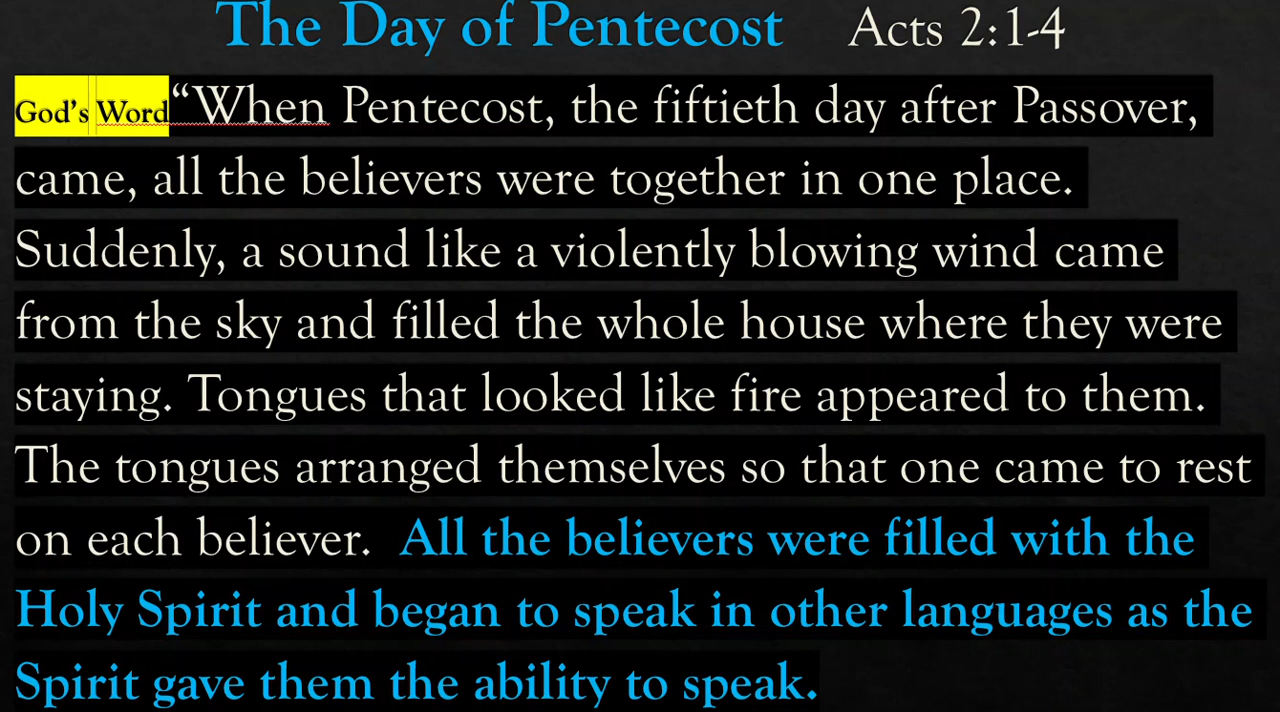 The Day of Pentecost Acts 2:1-4
God's Word“When Pentecost, the fiftieth day after Passover,
came, all the believers were together in one place.
Suddenly, a sound like a violently blowing wind came
from the sky and filled the whole house where they were
staying. Tongues that looked like fire appeared to them.
The tongues arranged themselves so that one came to rest
on each believer. All the believers were filled with the
Holy Spirit and began to speak in other languages as the
Spirit gave them the ability to speak.